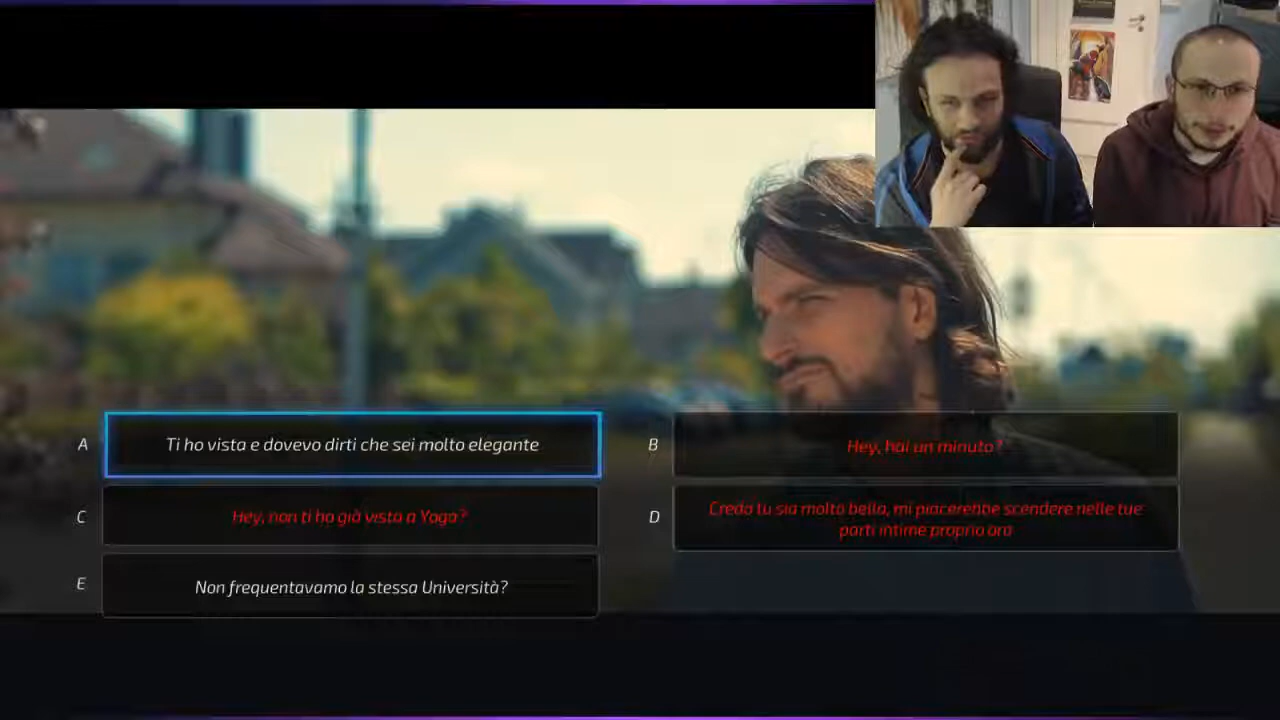 A
Ti ho vista e dovevo dirti che sei molto elegante
B
Hey, hai un minuto?
C
Hey, non ti ho già vista a Yoga?
D
Credo tu sia molto bella, mi piacerebbe scendere nelle tue
parti intime proprio ora
E
Non frequentavamo la stessa Università?